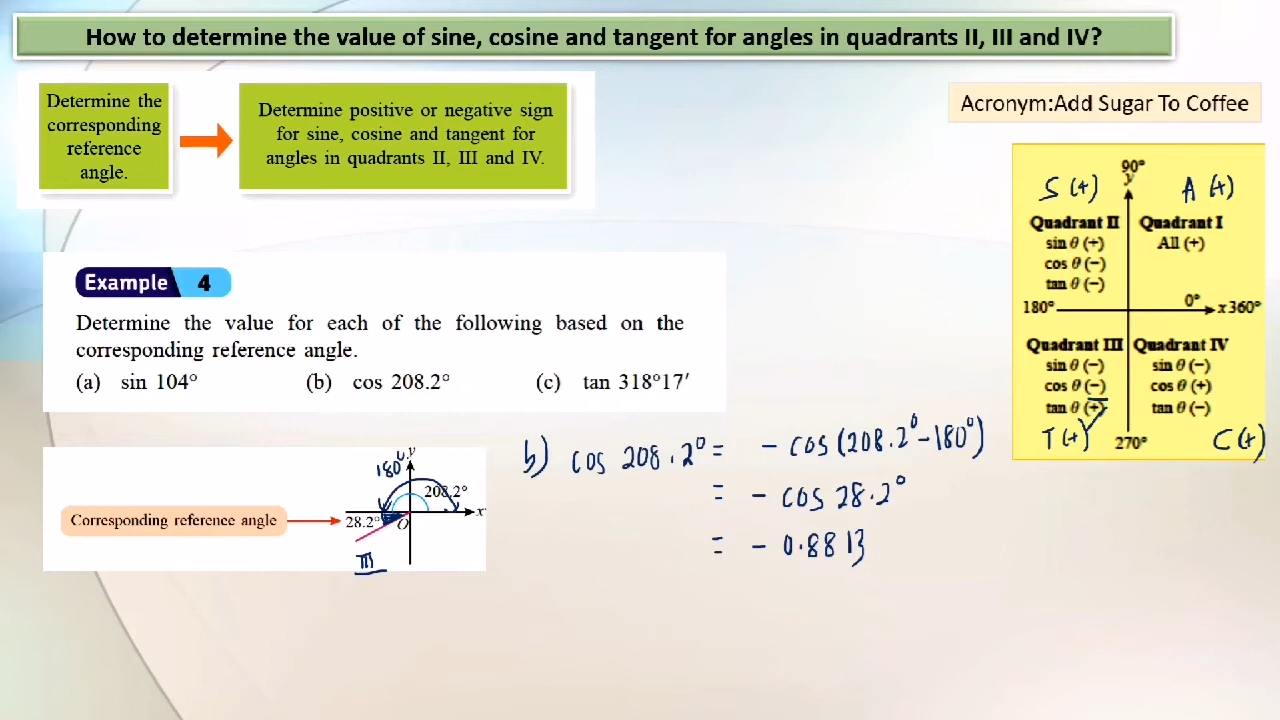 How to determine the value of sine, cosine and tangent for angles in quadrants II, III and IV?
Determine the
corresponding
reference
angle.
Determine positive or negative sign
for sine, cosine and tangent for
angles in quadrants II, III and IV.
Acronym:Add Sugar To Coffee
90°
y
S (+) A (+)
Quadrant II Quadrant I
sin θ (+) All (+)
cos θ (−)
tan θ (−)
180° 0° x 360°
Quadrant III Quadrant IV
sin θ (−) sin θ (−)
cos θ (−) cos θ (+)
tan θ (+) tan θ (−)
T (+) 270° C (+)
Example 4
Determine the value for each of the following based on the
corresponding reference angle.
(a) sin 104° (b) cos 208.2° (c) tan 318°17′
Corresponding reference angle
y
180°
208.2°
x
28.2° O
III
b) cos 208.2° = − cos (208.2° − 180°)
= − cos 28.2°
= − 0.8813